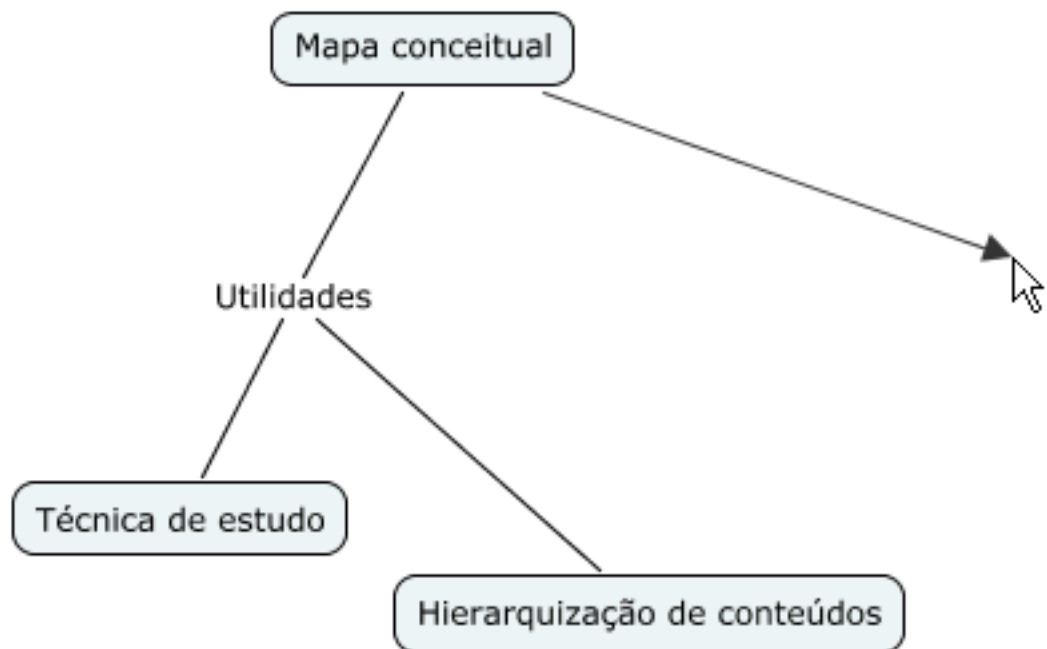 Mapa conceitual
Utilidades
Técnica de estudo
Hierarquização de conteúdos